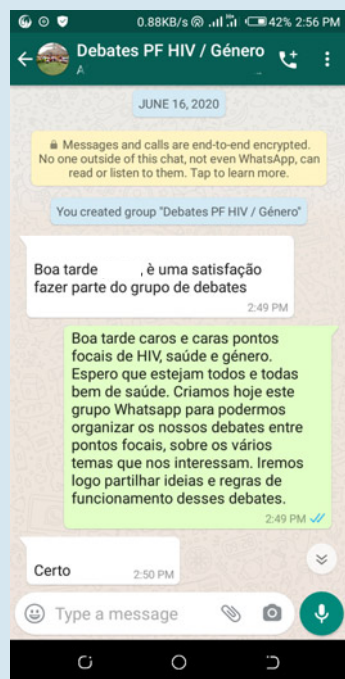 0.88KB/s 42% 2:56 PM
Debates PF HIV / Género
A
JUNE 16, 2020
Messages and calls are end-to-end encrypted.
No one outside of this chat, not even WhatsApp, can
read or listen to them. Tap to learn more.
You created group "Debates PF HIV / Género"
Boa tarde , è uma satisfação
fazer parte do grupo de debates
2:49 PM
Boa tarde caros e caras pontos
focais de HIV, saúde e género.
Espero que estejam todos e todas
bem de saúde. Criamos hoje este
grupo Whatsapp para podermos
organizar os nossos debates entre
pontos focais, sobre os vários
temas que nos interessam. Iremos
logo partilhar ideias e regras de
funcionamento desses debates.
2:49 PM
Certo
2:50 PM
Type a message